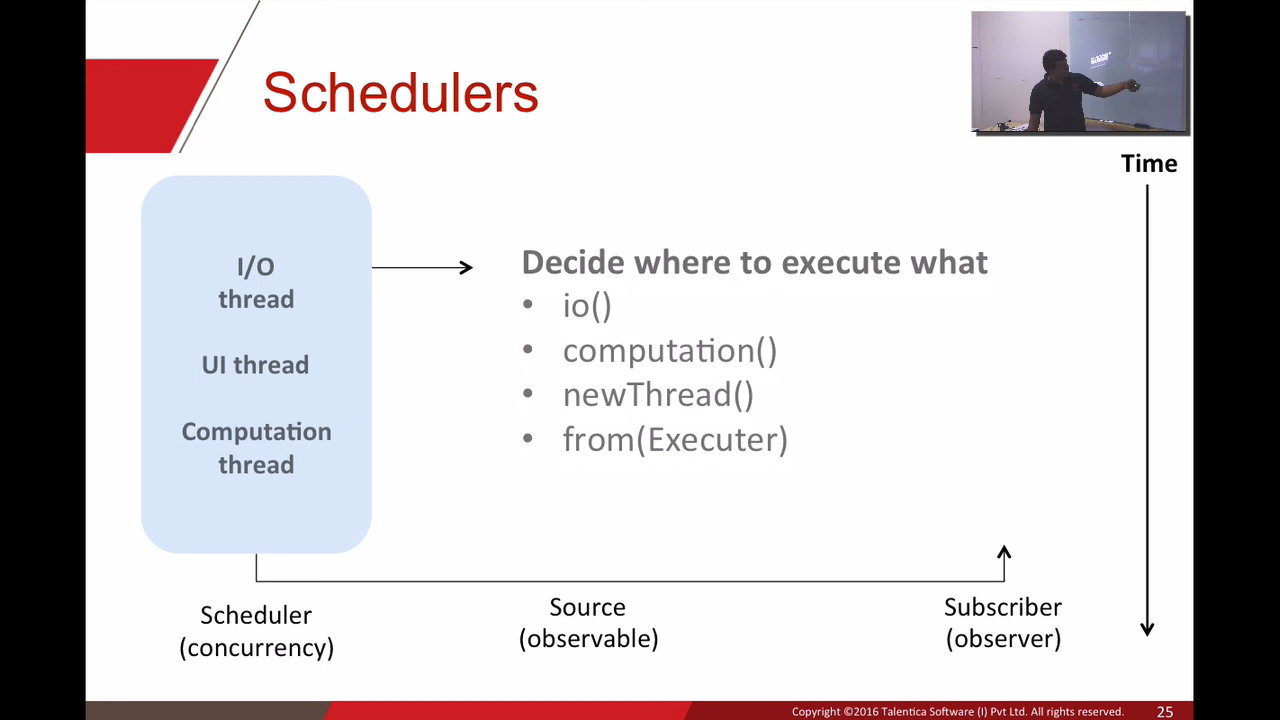 Schedulers
Time
I/O
thread
UI thread
Computation
thread
Decide where to execute what
• io()
• computation()
• newThread()
• from(Executer)
Scheduler
(concurrency)
Source
(observable)
Subscriber
(observer)
Copyright ©2016 Talentica Software (I) Pvt Ltd. All rights reserved.
25